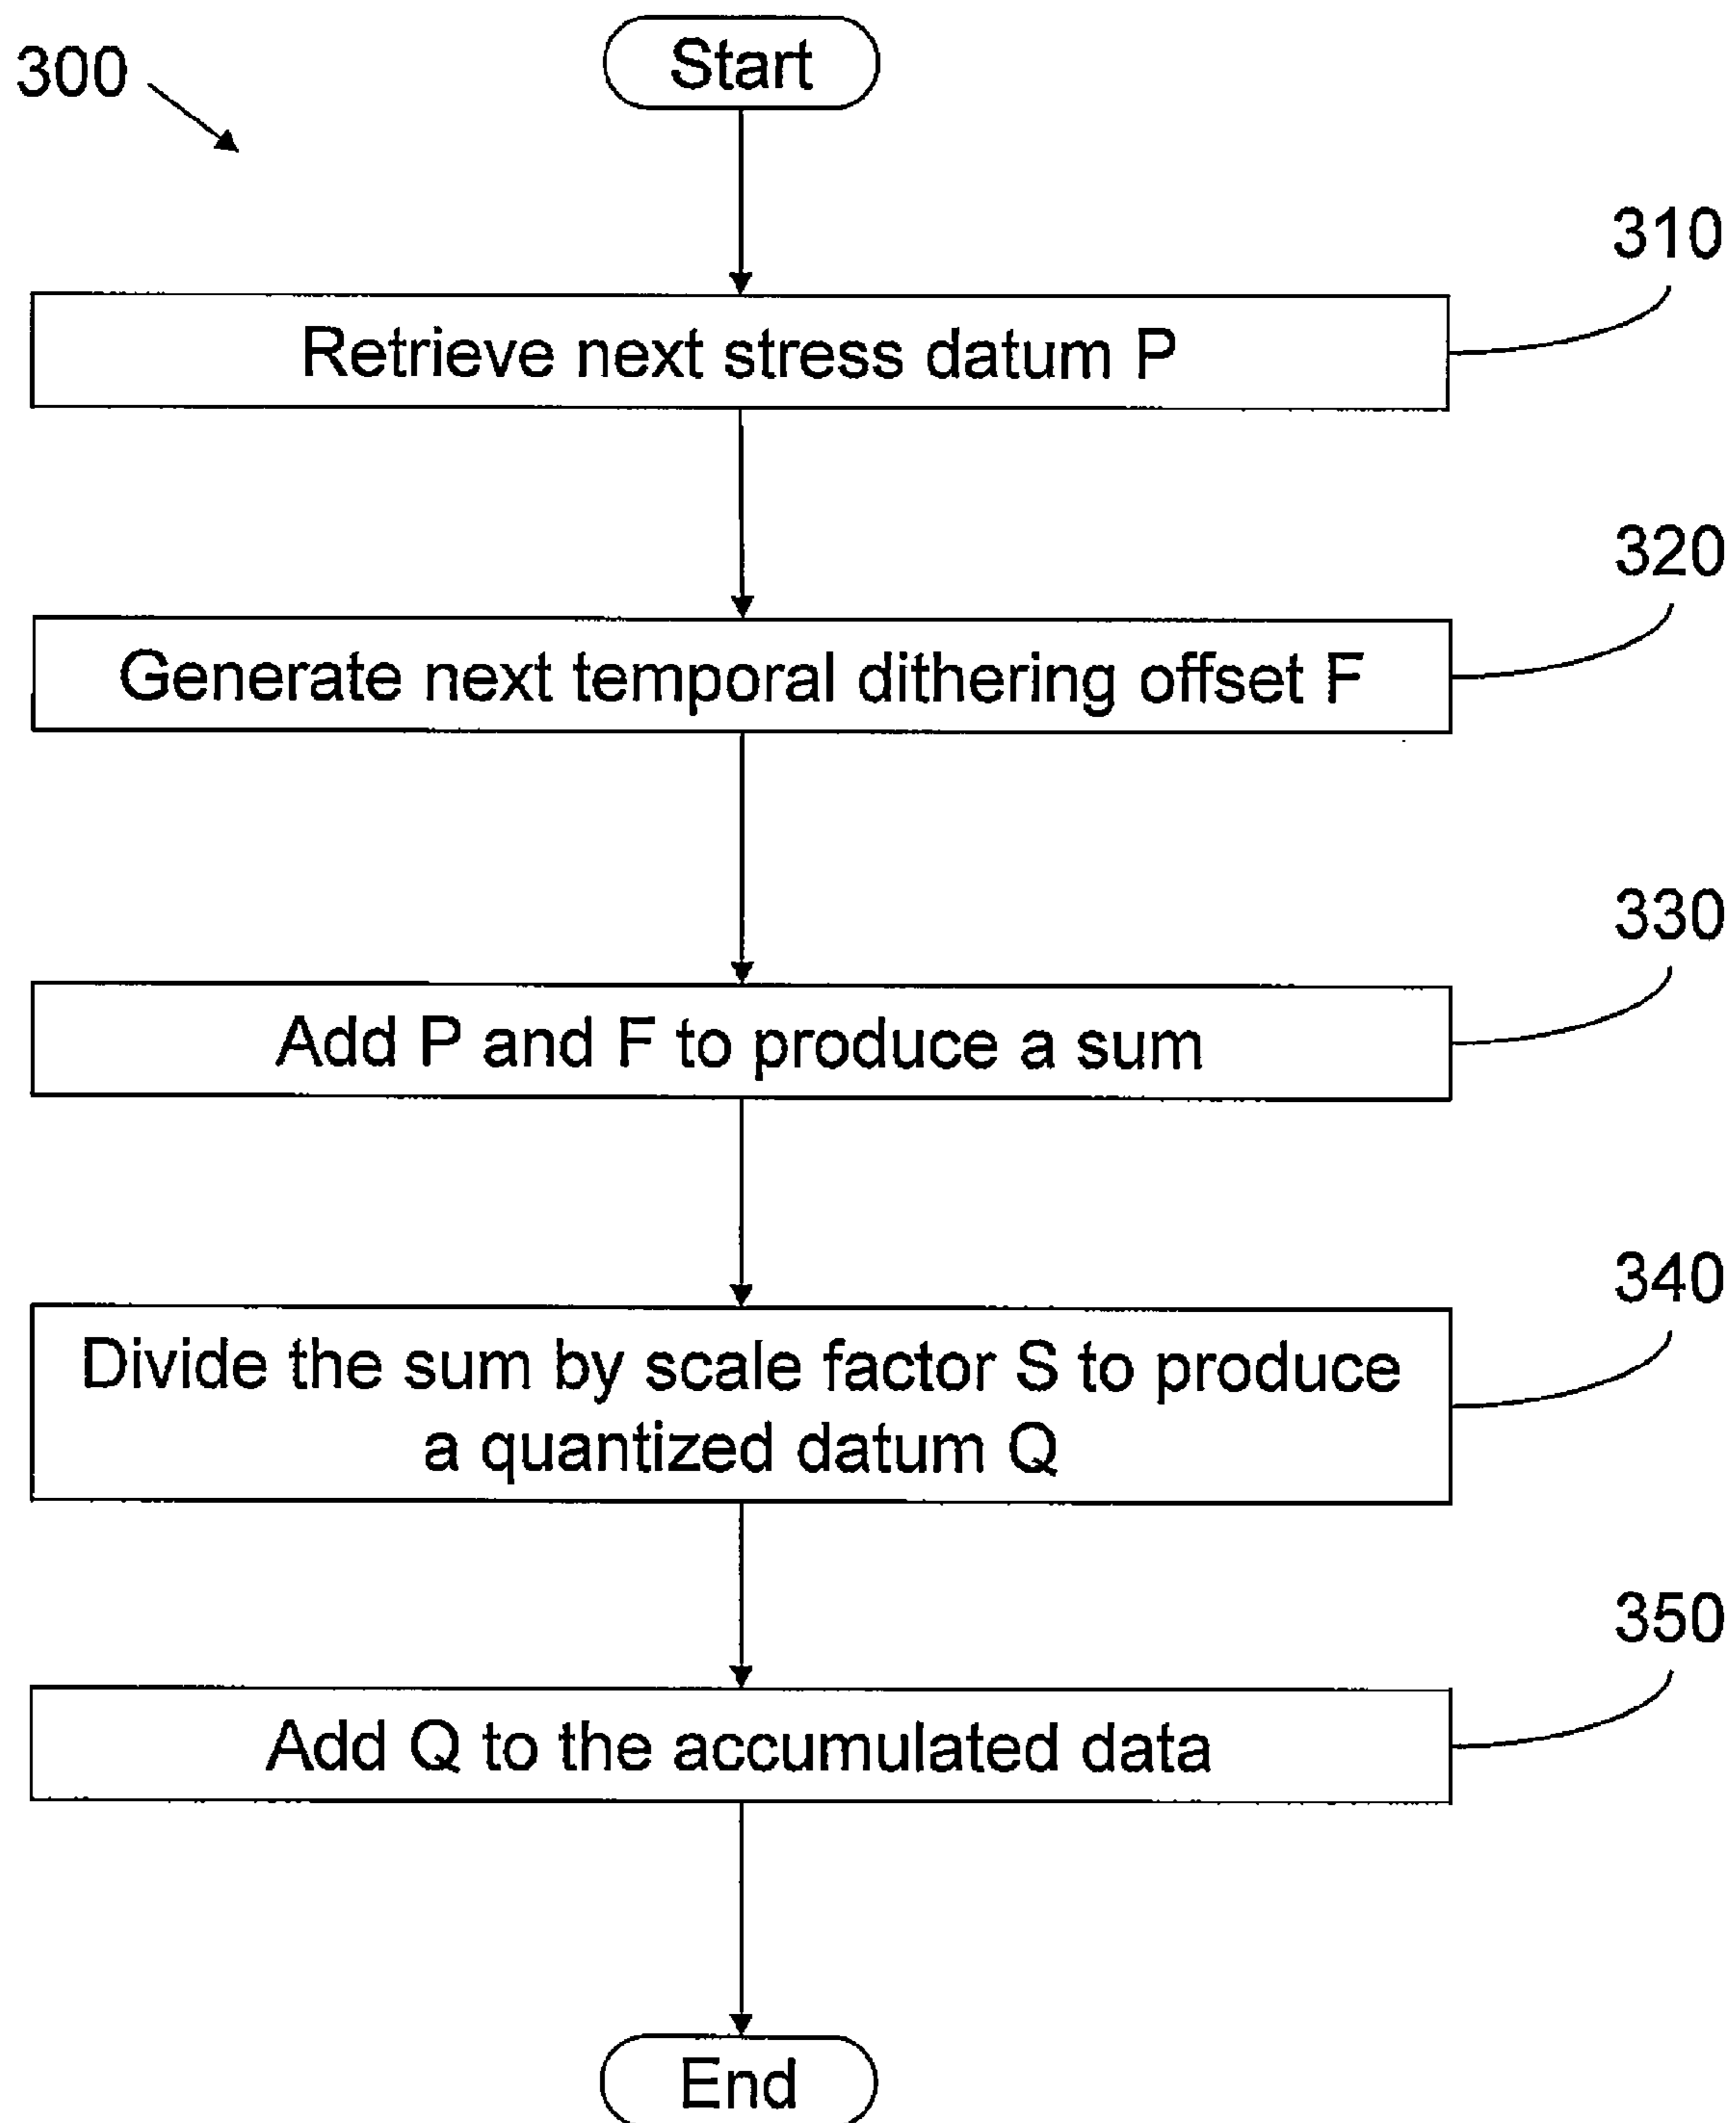 Start
300
310
Retrieve next stress datum P
320
Generate next temporal dithering offset F
330
Add P and F to produce a sum
340
Divide the sum by scale factor S to produce
a quantized datum Q
350
Add Q to the accumulated data
End